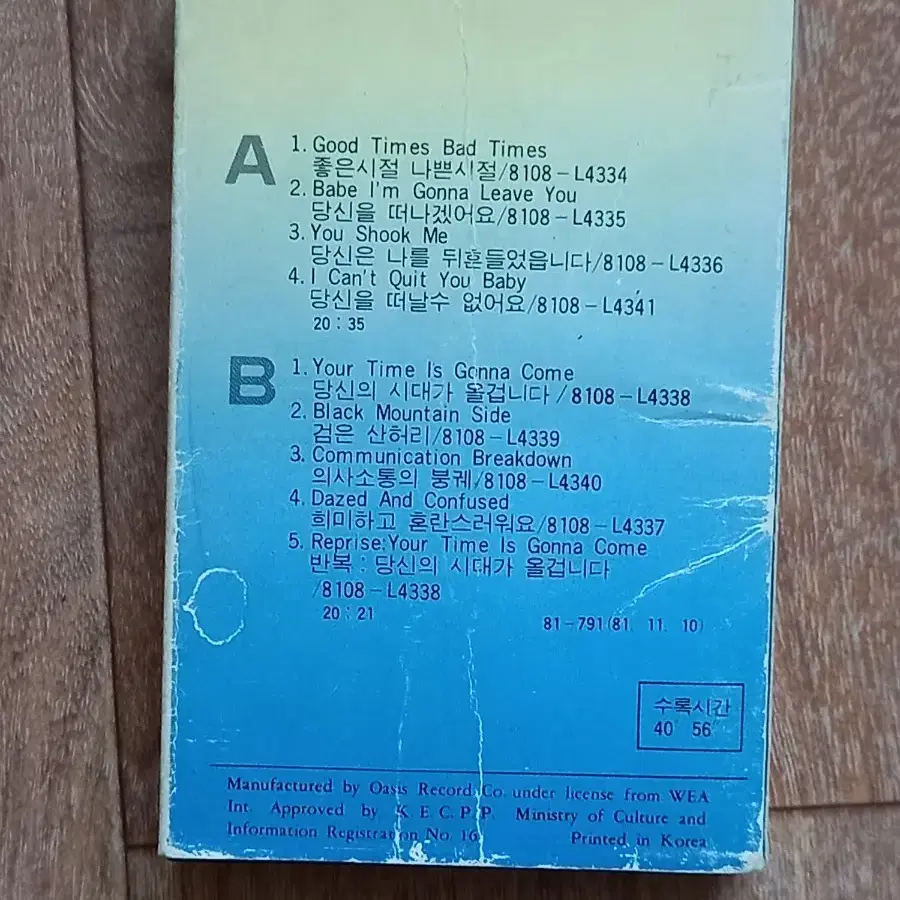 A
1. Good Times Bad Times
좋은시절 나쁜시절/8108-L4334
2. Babe I'm Gonna Leave You
당신을 떠나겠어요/8108-L4335
3. You Shook Me
당신은 나를 뒤흔들었읍니다/8108-L4336
4. I Can't Quit You Baby
당신을 떠날수 없어요/8108-L4341
20:35
B
1. Your Time Is Gonna Come
당신의 시대가 올겁니다/8108-L4338
2. Black Mountain Side
검은 산허리/8108-L4339
3. Communication Breakdown
의사소통의 붕궤/8108-L4340
4. Dazed And Confused
희미하고 혼란스러워요/8108-L4337
5. Reprise:Your Time Is Gonna Come
반복 : 당신의 시대가 올겁니다
/8108-L4338
20:21
81-791(81. 11. 10)
수록시간
40′ 56″
Manufactured by Oasis Record Co. under license from WEA
Int. Approved by K. E. C. P. P. Ministry of Culture and
Information Registration No. 16 Printed in Korea